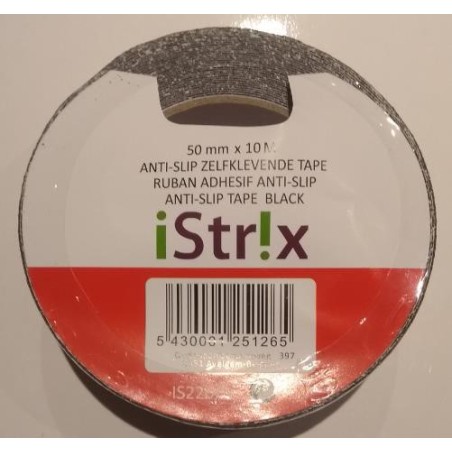 50 mm x 10 M
ANTI-SLIP ZELFKLEVENDE TAPE
RUBAN ADHESIF ANTI-SLIP
ANTI-SLIP TAPE BLACK
iStr!x
5 430001 251265
397